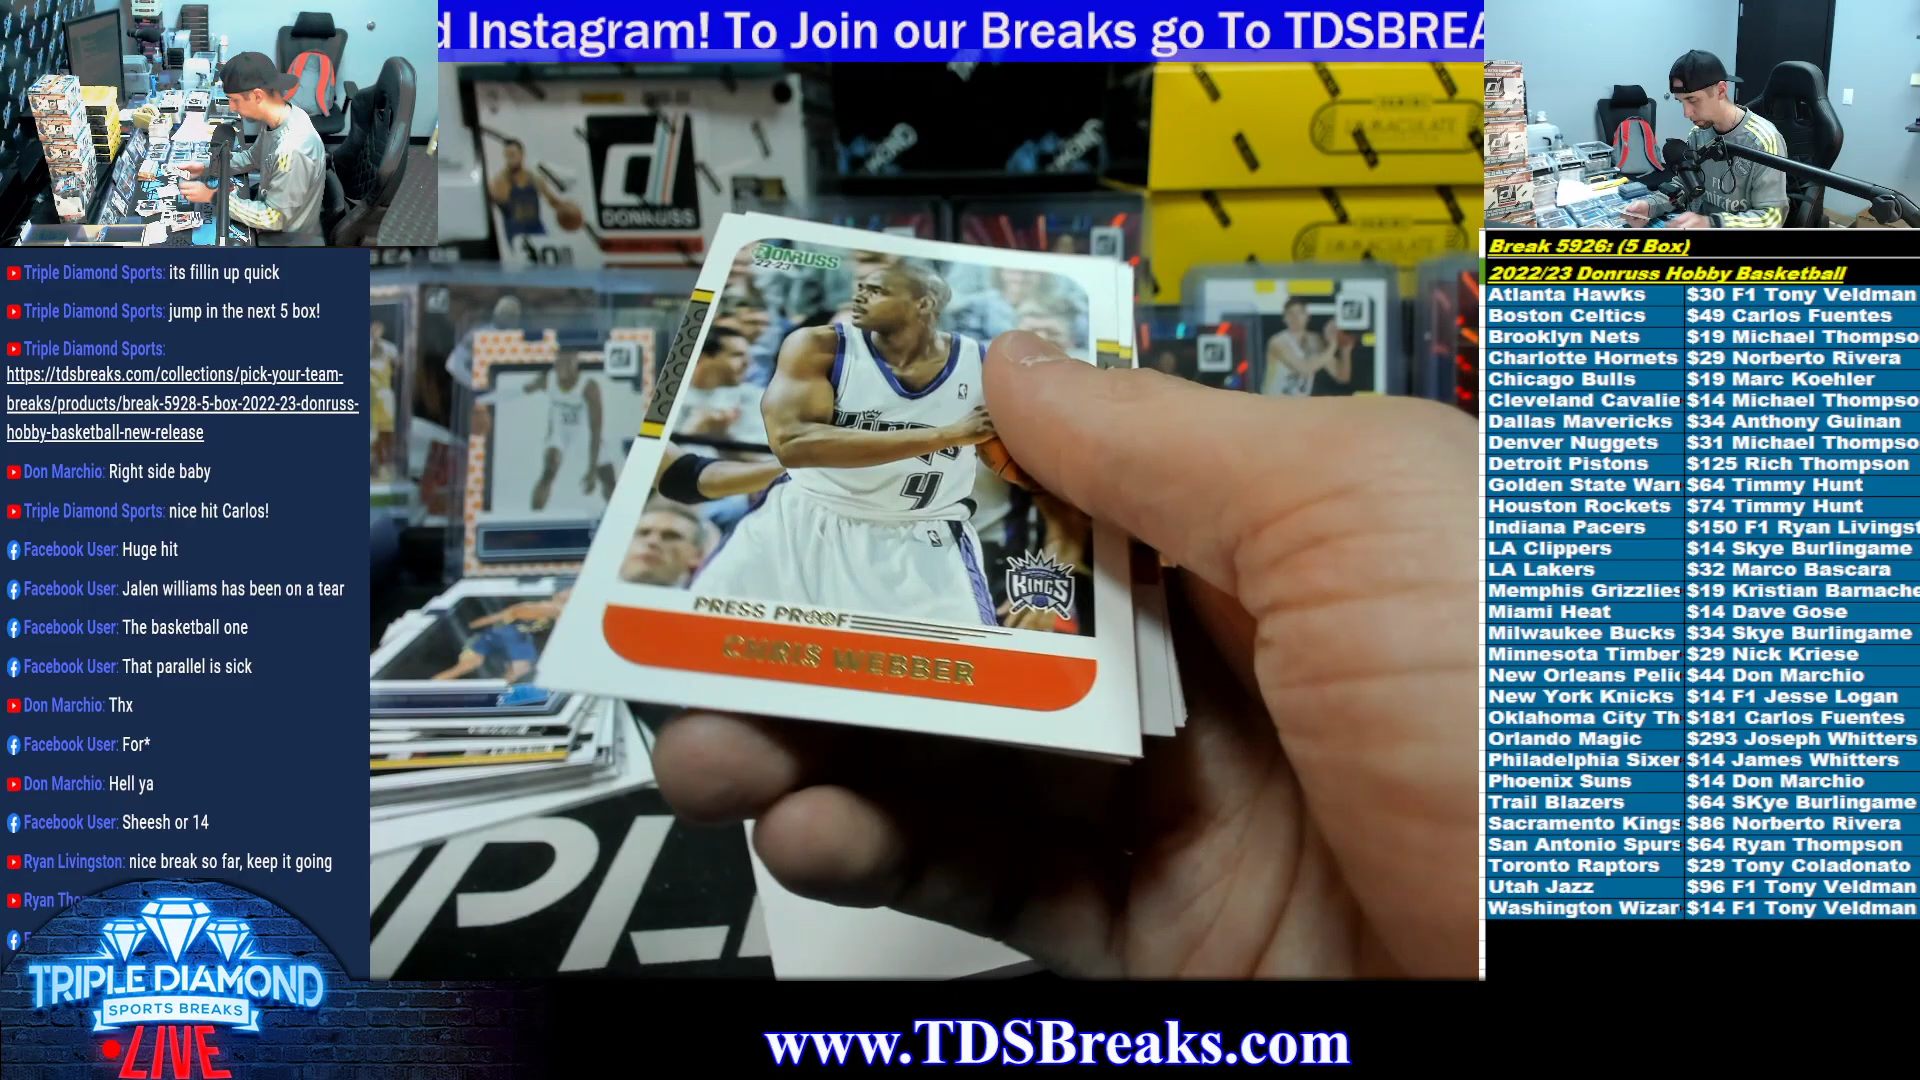 d Instagram! To Join our Breaks go To TDSBREA
Triple Diamond Sports: its fillin up quick
Triple Diamond Sports: jump in the next 5 box!
Triple Diamond Sports:
https://tdsbreaks.com/collections/pick-your-team-
breaks/products/break-5928-5-box-2022-23-donruss-
hobby-basketball-new-release
Don Marchio: Right side baby
Triple Diamond Sports: nice hit Carlos!
Facebook User: Huge hit
Facebook User: Jalen williams has been on a tear
Facebook User: The basketball one
Facebook User: That parallel is sick
Don Marchio: Thx
Facebook User: For*
Don Marchio: Hell ya
Facebook User: Sheesh or 14
Ryan Livingston: nice break so far, keep it going
Ryan Tho
F
TRIPLE DIAMOND
SPORTS BREAKS
LIVE
DONRUSS
PANINI
IMMACULATE
PANINI
IMMACULATE
DONRUSS
22-23
KINGS
4
KINGS
PRESS PROOF
CHRIS WEBBER
PL
Break 5926: (5 Box)
2022/23 Donruss Hobby Basketball
Atlanta Hawks $30 F1 Tony Veldman
Boston Celtics $49 Carlos Fuentes
Brooklyn Nets $19 Michael Thompso
Charlotte Hornets $29 Norberto Rivera
Chicago Bulls $19 Marc Koehler
Cleveland Cavalie $14 Michael Thompso
Dallas Mavericks $34 Anthony Guinan
Denver Nuggets $31 Michael Thompso
Detroit Pistons $125 Rich Thompson
Golden State Warr $64 Timmy Hunt
Houston Rockets $74 Timmy Hunt
Indiana Pacers $150 F1 Ryan Livingst
LA Clippers $14 Skye Burlingame
LA Lakers $32 Marco Bascara
Memphis Grizzlies $19 Kristian Barnache
Miami Heat $14 Dave Gose
Milwaukee Bucks $34 Skye Burlingame
Minnesota Timber $29 Nick Kriese
New Orleans Peli $44 Don Marchio
New York Knicks $14 F1 Jesse Logan
Oklahoma City Th $181 Carlos Fuentes
Orlando Magic $293 Joseph Whitters
Philadelphia Sixer $14 James Whitters
Phoenix Suns $14 Don Marchio
Trail Blazers $64 SKye Burlingame
Sacramento Kings $86 Norberto Rivera
San Antonio Spurs $64 Ryan Thompson
Toronto Raptors $29 Tony Coladonato
Utah Jazz $96 F1 Tony Veldman
Washington Wizar $14 F1 Tony Veldman
www.TDSBreaks.com